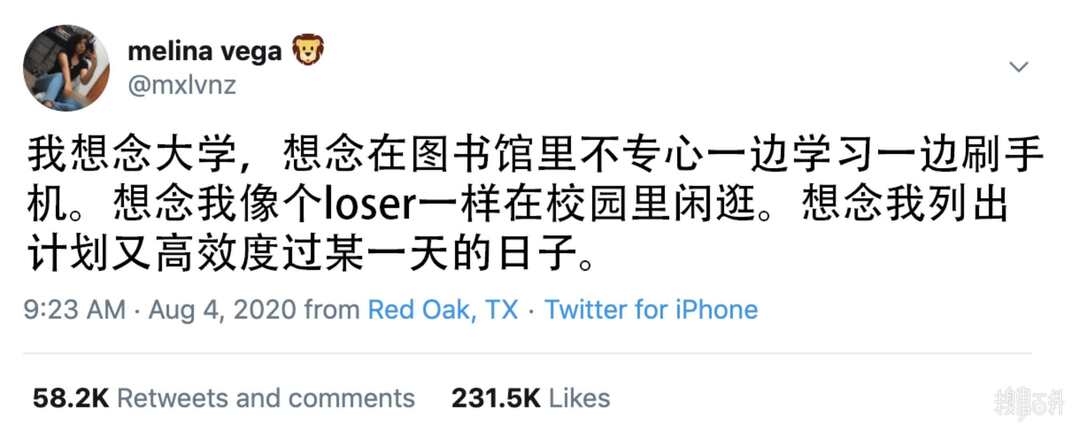 melina vega 🦁
@mxlvnz
我想念大学，想念在图书馆里不专心一边学习一边刷手
机。想念我像个loser一样在校园里闲逛。想念我列出
计划又高效度过某一天的日子。
9:23 AM · Aug 4, 2020 from Red Oak, TX · Twitter for iPhone
58.2K Retweets and comments 231.5K Likes